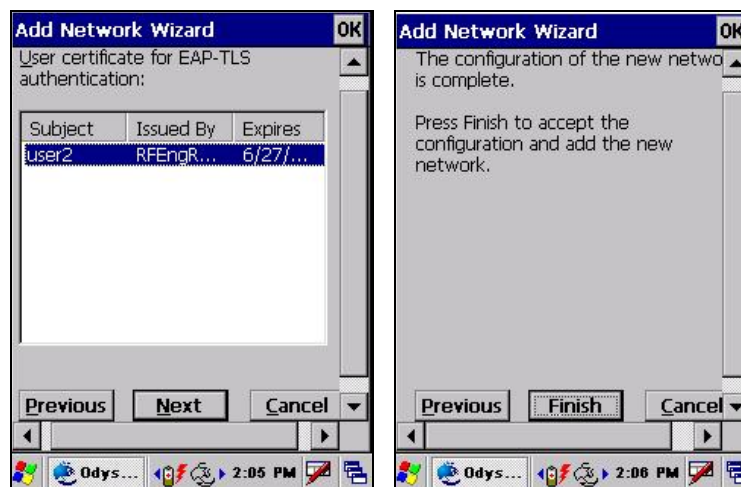 Add Network Wizard
OK
User certificate for EAP-TLS
authentication:
Subject Issued By Expires
user2 RFEngR... 6/27/...
Previous Next Cancel
Odys... 2:05 PM
Add Network Wizard
OK
The configuration of the new netwo
is complete.
Press Finish to accept the
configuration and add the new
network.
Previous Finish Cancel
Odys... 2:06 PM